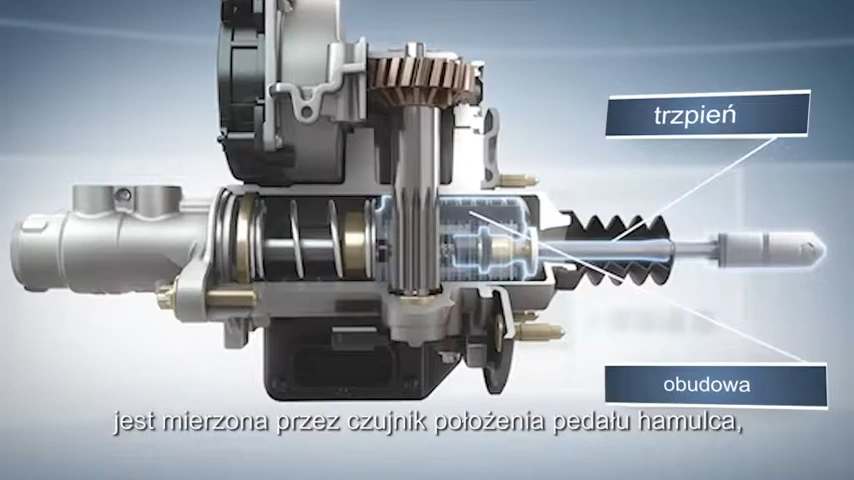 trzpień
obudowa
jest mierzona przez czujnik położenia pedału hamulca,